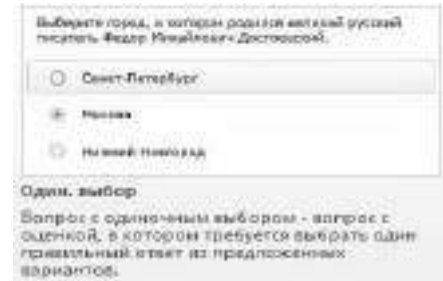 Выберите город, в котором родился великий русский
писатель Федор Михайлович Достоевский.
Санкт-Петербург
Москва
Нижний Новгород
Один. выбор
Вопрос с одиночным выбором - вопрос с
оценкой, в котором требуется выбрать один
правильный ответ из предложенных
вариантов.